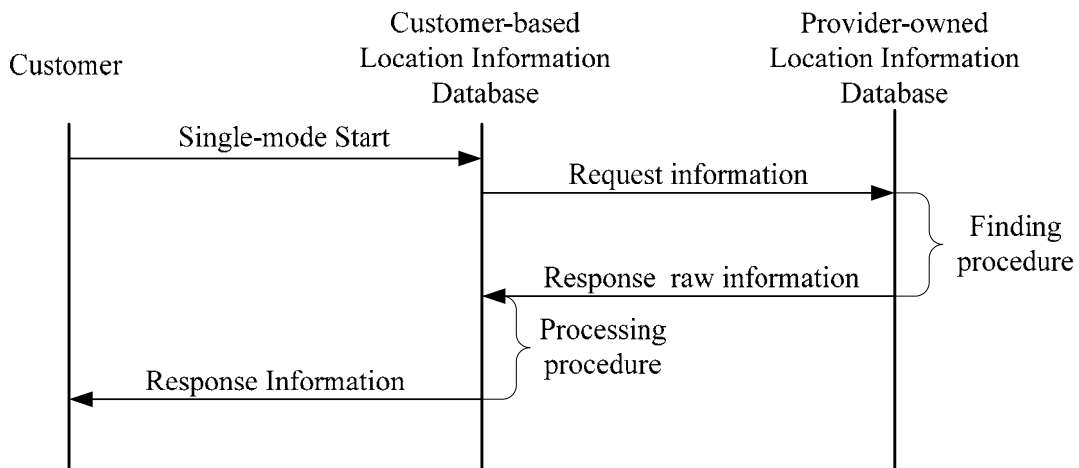 Customer
Customer-based
Location Information
Database
Provider-owned
Location Information
Database
Single-mode Start
Request information
Finding
procedure
Response raw information
Processing
procedure
Response Information